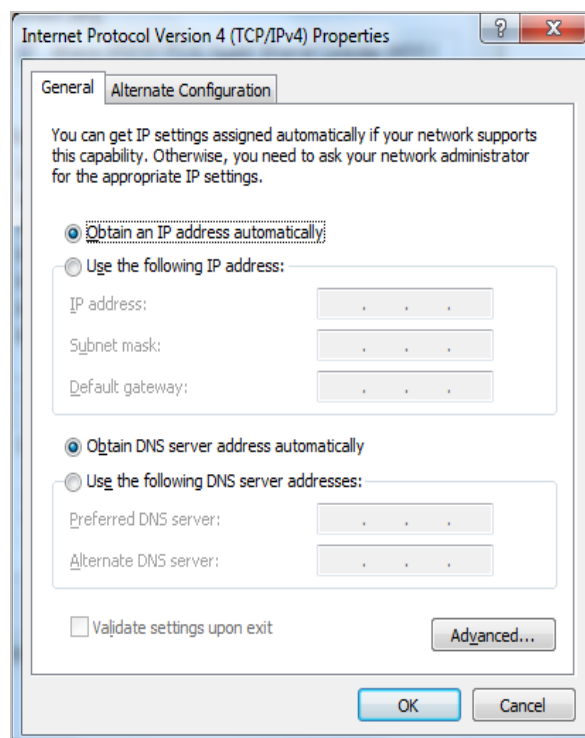 Internet Protocol Version 4 (TCP/IPv4) Properties
?
General
Alternate Configuration
You can get IP settings assigned automatically if your network supports
this capability. Otherwise, you need to ask your network administrator
for the appropriate IP settings.
Obtain an IP address automatically
Use the following IP address:
IP address: . . .
Subnet mask: . . .
Default gateway: . . .
Obtain DNS server address automatically
Use the following DNS server addresses:
Preferred DNS server: . . .
Alternate DNS server: . . .
Validate settings upon exit
Advanced...
OK
Cancel